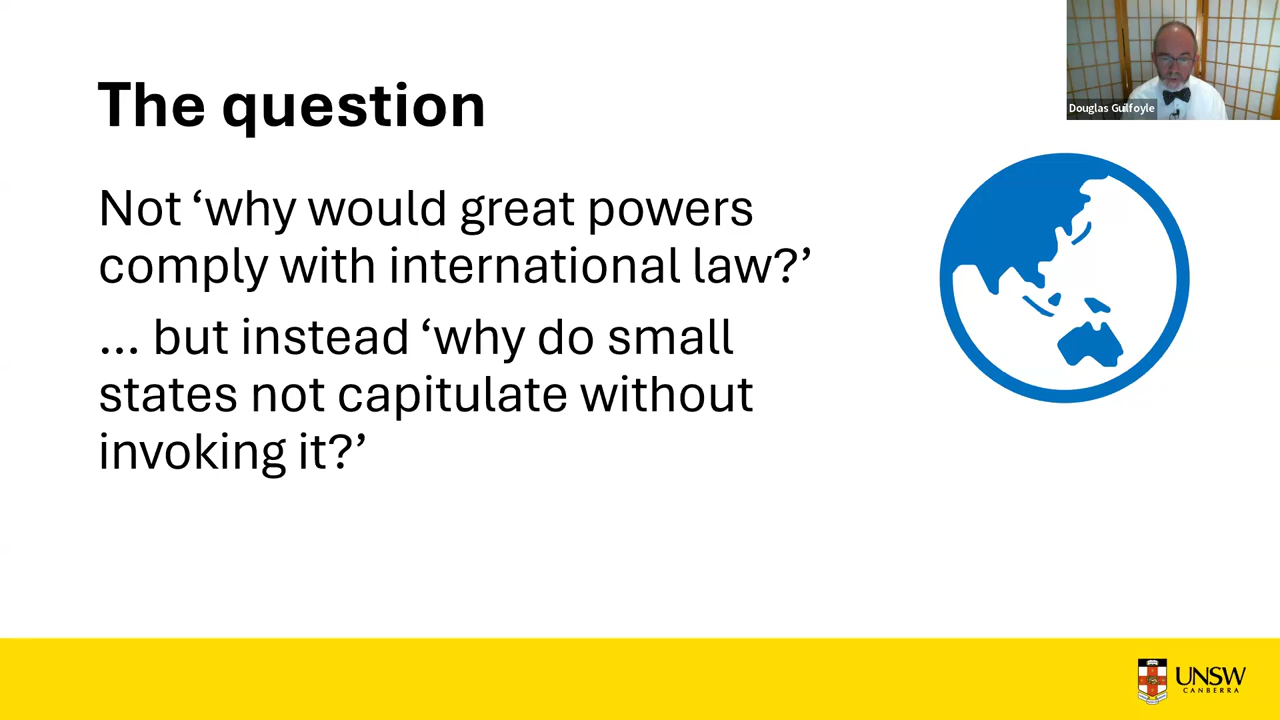 The question
Douglas Guilfoyle
Not ‘why would great powers
comply with international law?’
... but instead ‘why do small
states not capitulate without
invoking it?’
UNSW
CANBERRA